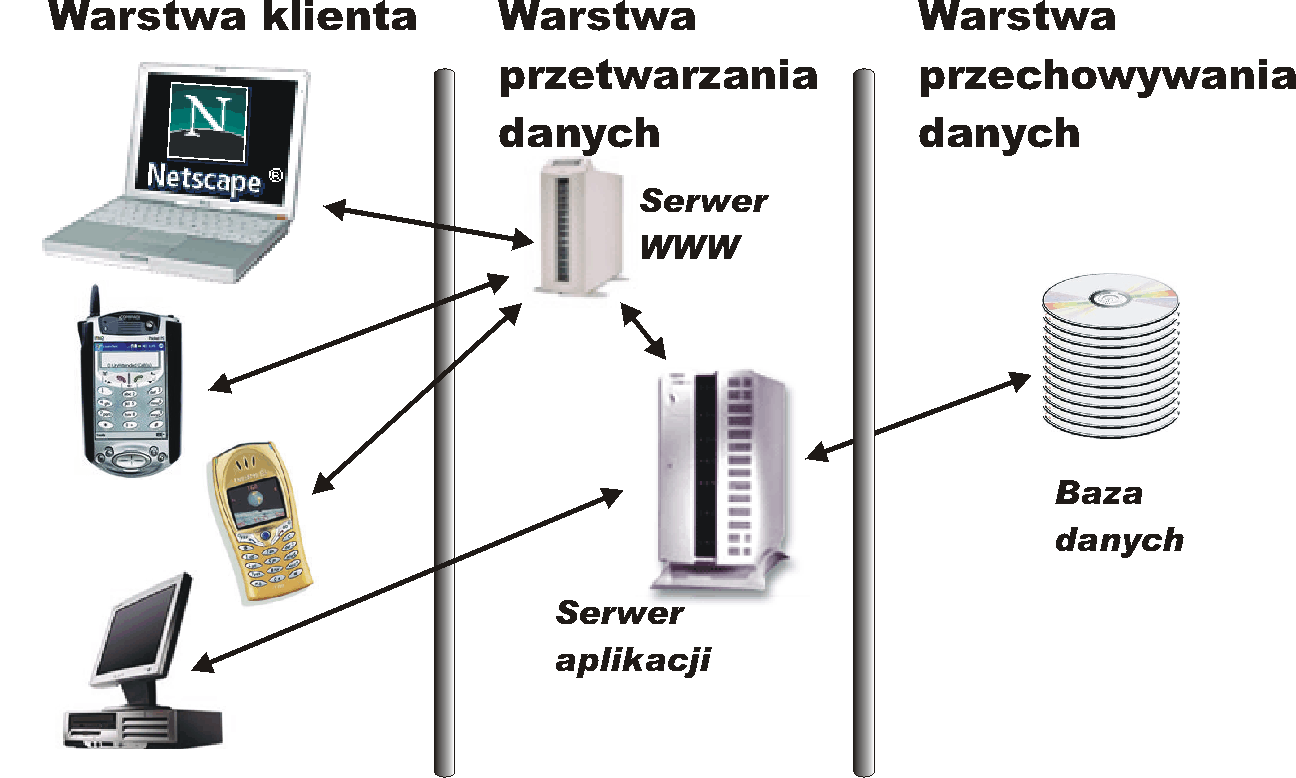 Warstwa klienta
Warstwa
przetwarzania
danych
Warstwa
przechowywania
danych
N
Netscape ®
Serwer
WWW
Serwer
aplikacji
Baza
danych